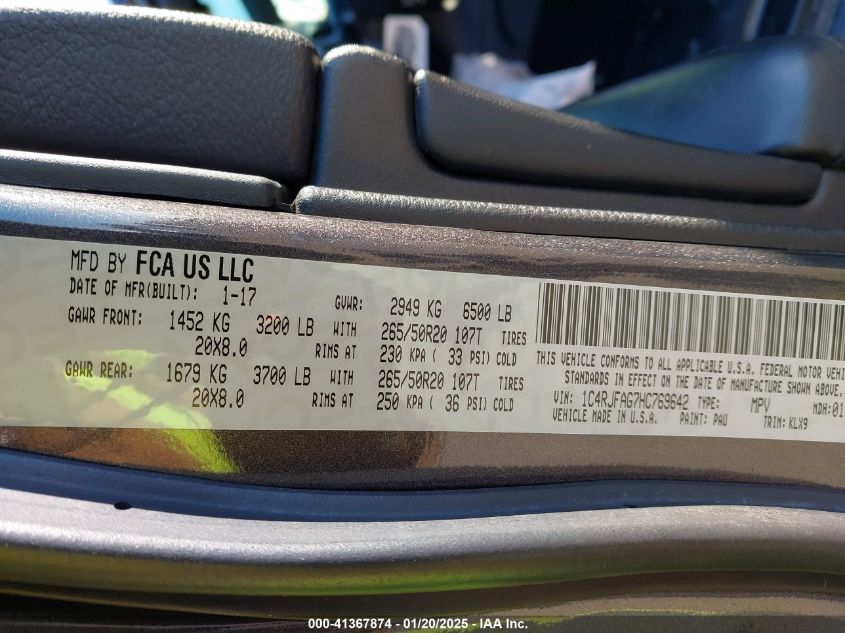 MFD BY FCA US LLC
DATE OF MFR(BUILT): 1-17 GVWR: 2949 KG 6500 LB
GAWR FRONT: 1452 KG 3200 LB WITH 265/50R20 107T TIRES
20X8.0 RIMS AT 230 KPA ( 33 PSI) COLD
GAWR REAR: 1679 KG 3700 LB WITH 265/50R20 107T TIRES
20X8.0 RIMS AT 250 KPA ( 36 PSI) COLD
THIS VEHICLE CONFORMS TO ALL APPLICABLE U.S.A. FEDERAL MOTOR VEHI
STANDARDS IN EFFECT ON THE DATE OF MANUFACTURE SHOWN ABOVE.
VIN: 1C4RJFAG7HC769642 TYPE: MPV MDH: 01
VEHICLE MADE IN U.S.A. PAINT: PAU TRIM: KLX9
000-41367874 / 01/20/2025 - IAA Inc.